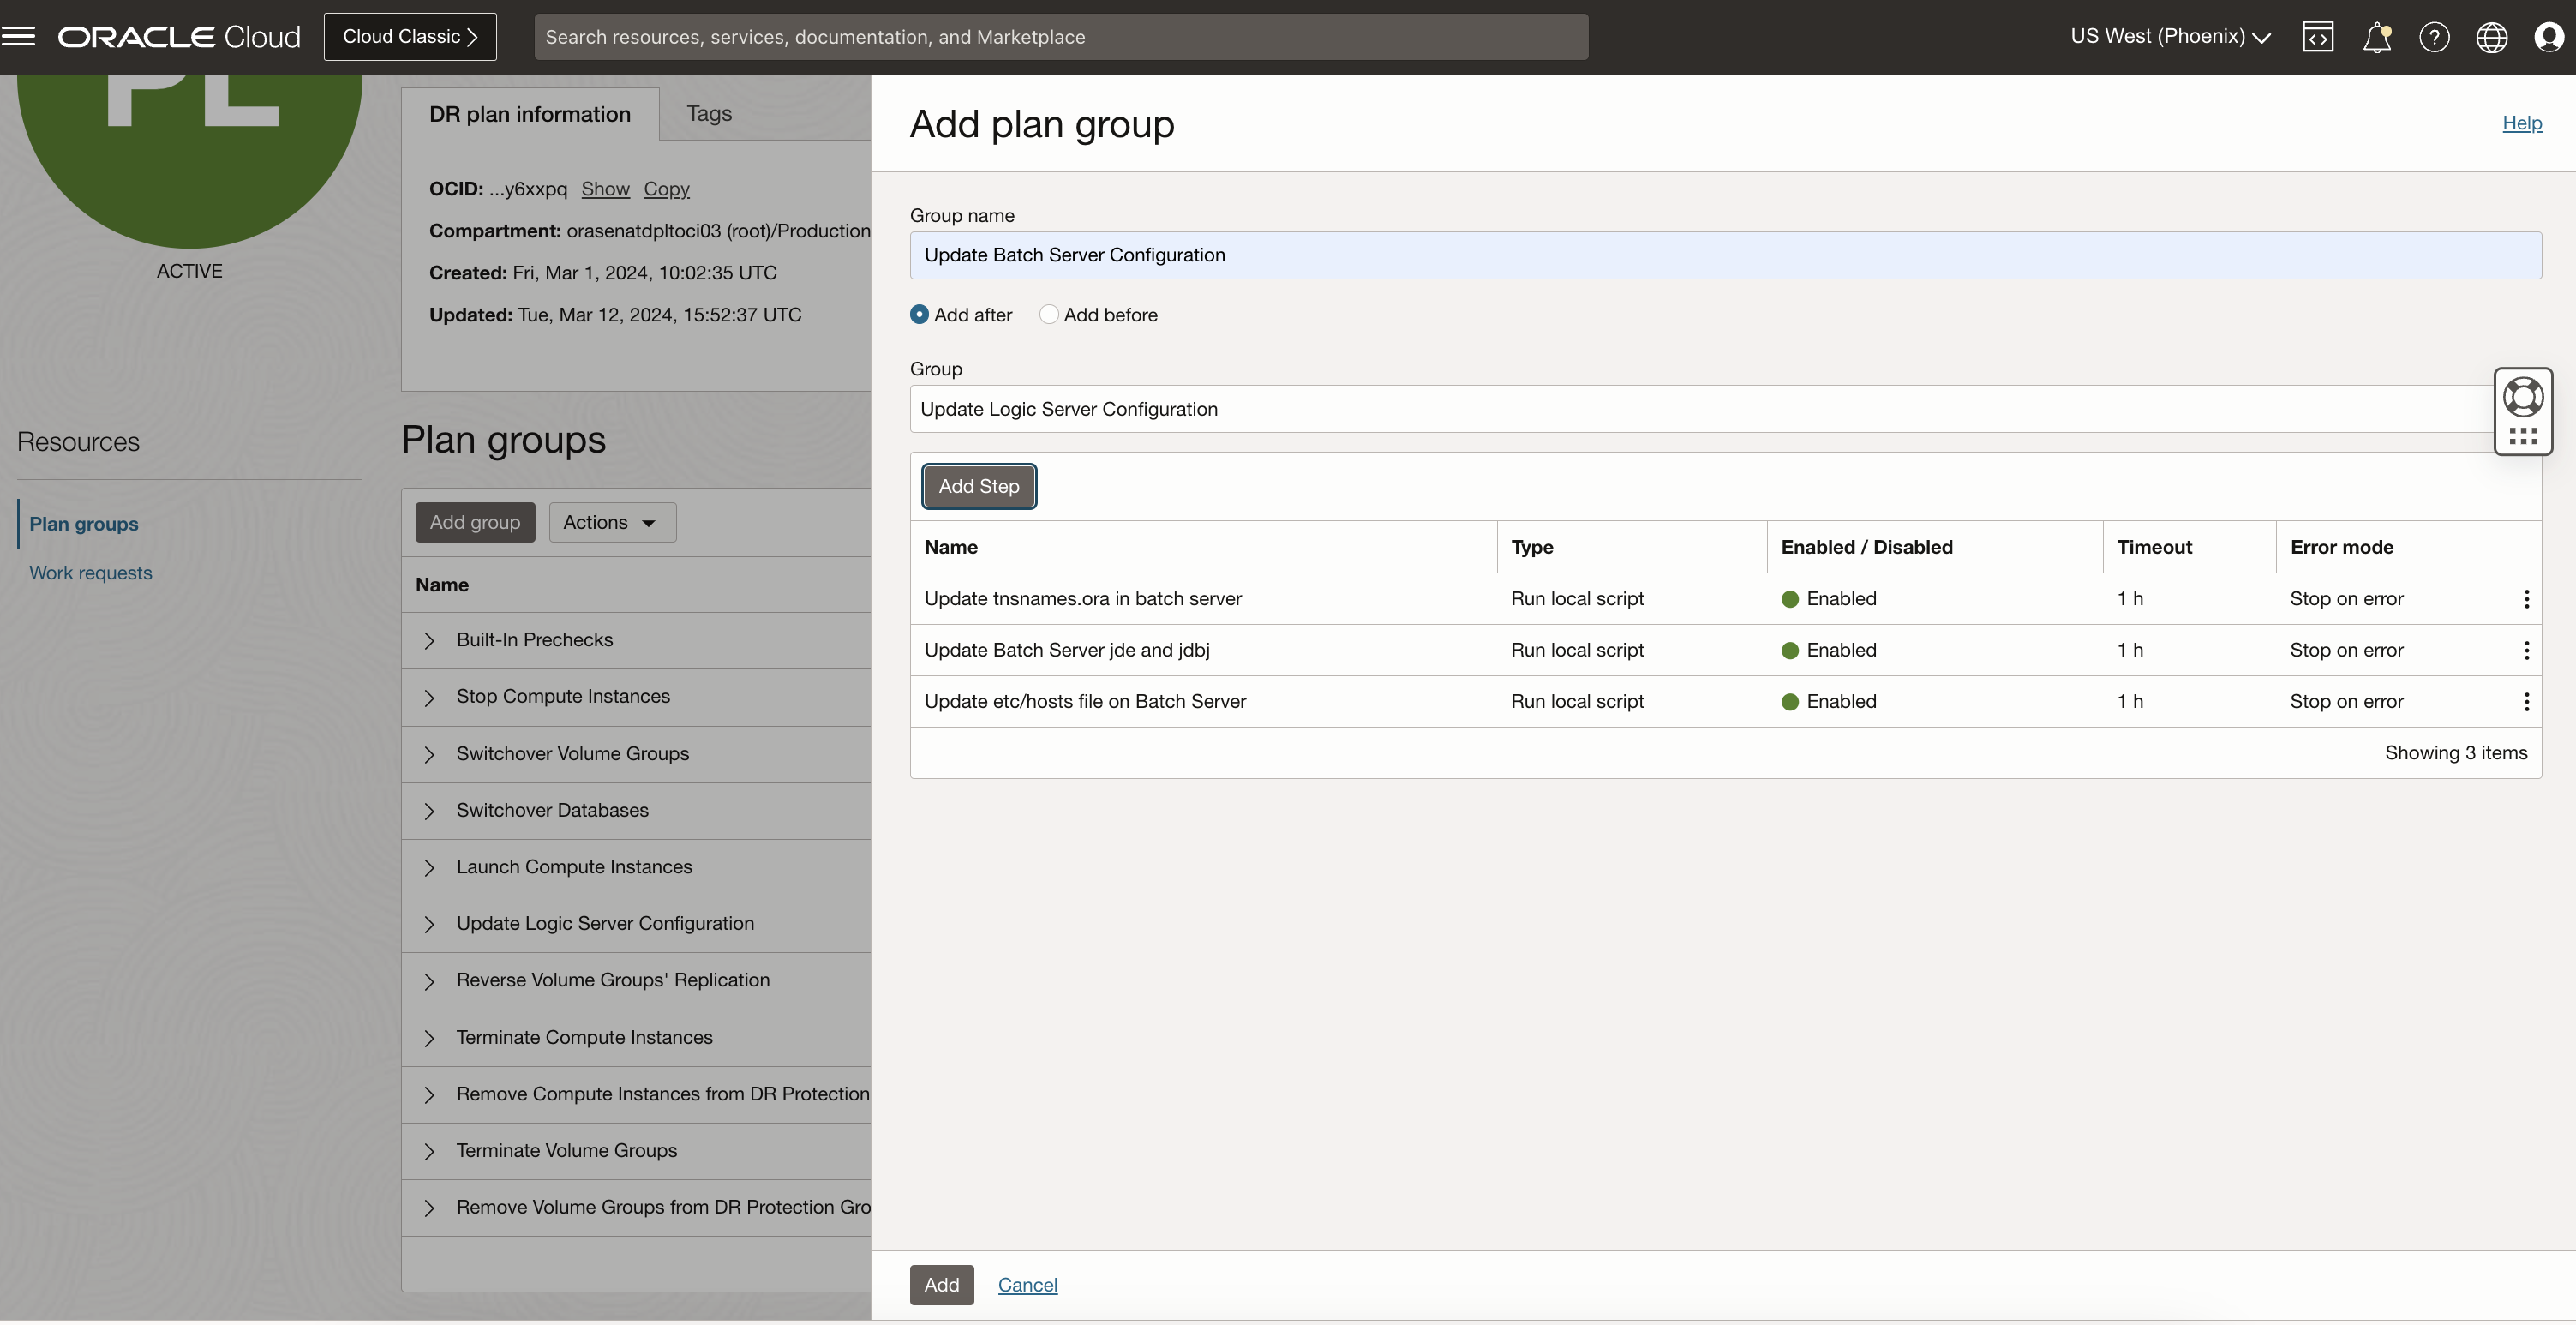 ORACLE Cloud
Cloud Classic
Search resources, services, documentation, and Marketplace
US West (Phoenix)
PL
ACTIVE
Resources
Plan groups
Work requests
DR plan information
Tags
OCID: ...y6xxpq Show Copy
Compartment: orasenatdpltoci03 (root)/Production
Created: Fri, Mar 1, 2024, 10:02:35 UTC
Updated: Tue, Mar 12, 2024, 15:52:37 UTC
Plan groups
Add group
Actions
Name
Built-In Prechecks
Stop Compute Instances
Switchover Volume Groups
Switchover Databases
Launch Compute Instances
Update Logic Server Configuration
Reverse Volume Groups' Replication
Terminate Compute Instances
Remove Compute Instances from DR Protection
Terminate Volume Groups
Remove Volume Groups from DR Protection Gro
Add plan group
Help
Group name
Update Batch Server Configuration
Add after Add before
Group
Update Logic Server Configuration
Add Step
Name Type Enabled / Disabled Timeout Error mode
Update tnsnames.ora in batch server Run local script Enabled 1 h Stop on error
Update Batch Server jde and jdbj Run local script Enabled 1 h Stop on error
Update etc/hosts file on Batch Server Run local script Enabled 1 h Stop on error
Showing 3 items
Add
Cancel